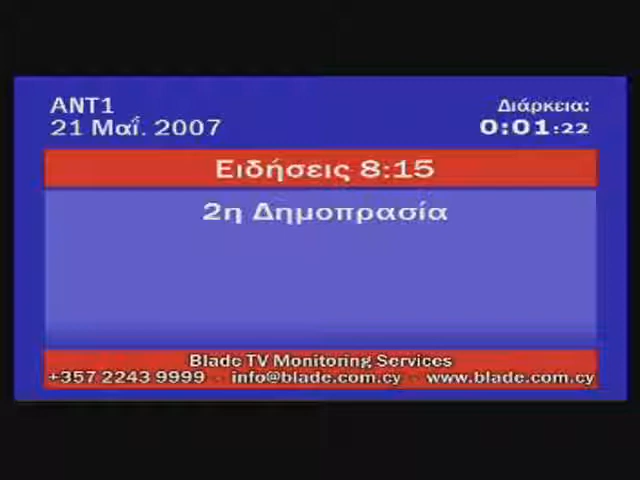 ΑΝΤ1
21 Μαΐ. 2007
Διάρκεια:
0:01:22
Ειδήσεις 8:15
2η Δημοπρασία
Blade TV Monitoring Services
+357 2243 9999 info@blade.com.cy www.blade.com.cy